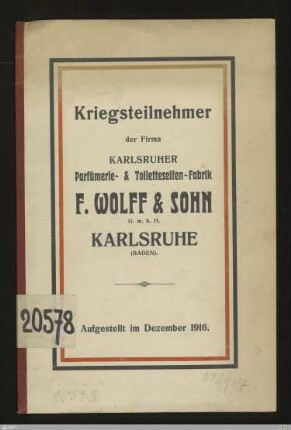 Kriegsteilnehmer
der Firma
KARLSRUHER
Parfümerie- & Toiletteseifen-Fabrik
F. WOLFF & SOHN
G. m. b. H.
KARLSRUHE
(BADEN).
20578
Aufgestellt im Dezember 1916.